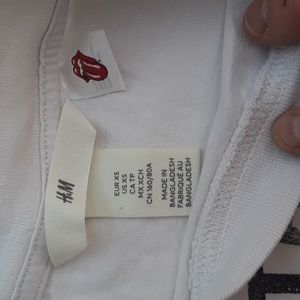 H&M
EUR XS
US XS
CA TP
MX XCH
CN 160/80A
MADE IN
BANGLADESH
FABRIQUÉ AU
BANGLADESH